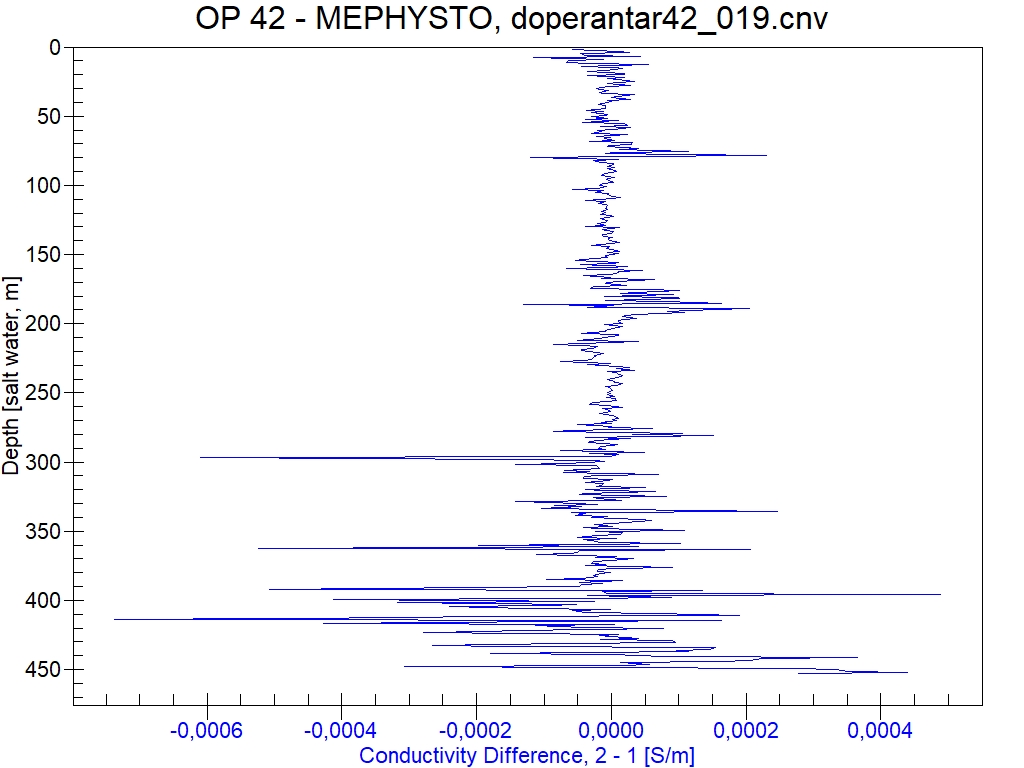 OP 42 - MEPHYSTO, doperantar42_019.cnv
0
50
100
150
200
250
300
350
400
450
Depth [salt water, m]
-0,0006 -0,0004 -0,0002 0,0000 0,0002 0,0004
Conductivity Difference, 2 - 1 [S/m]